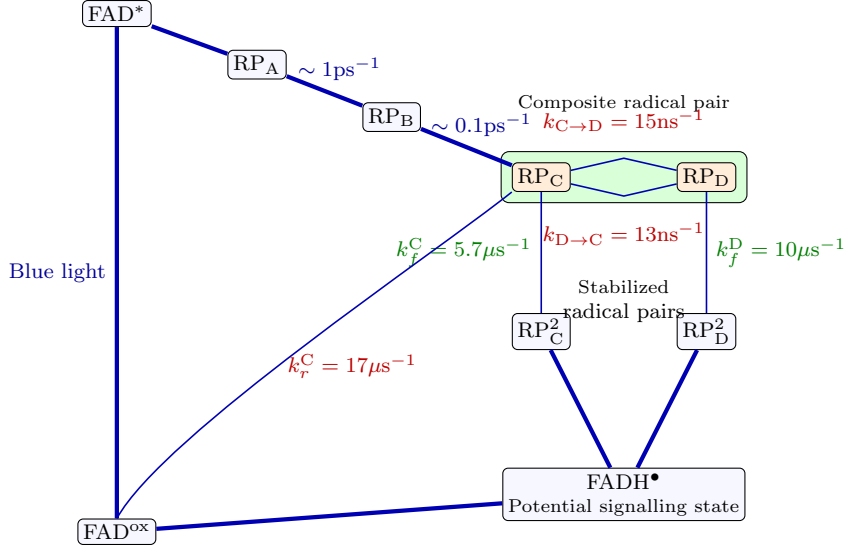 FAD*
RP_A
∼ 1ps⁻¹
RP_B
∼ 0.1ps⁻¹
Composite radical pair
k_{C→D} = 15ns⁻¹
RP_C
RP_D
k_{D→C} = 13ns⁻¹
k_f^C = 5.7μs⁻¹
k_f^D = 10μs⁻¹
Blue light
Stabilized
radical pairs
RP_C^2
RP_D^2
k_r^C = 17μs⁻¹
FADH•
Potential signalling state
FAD^{ox}